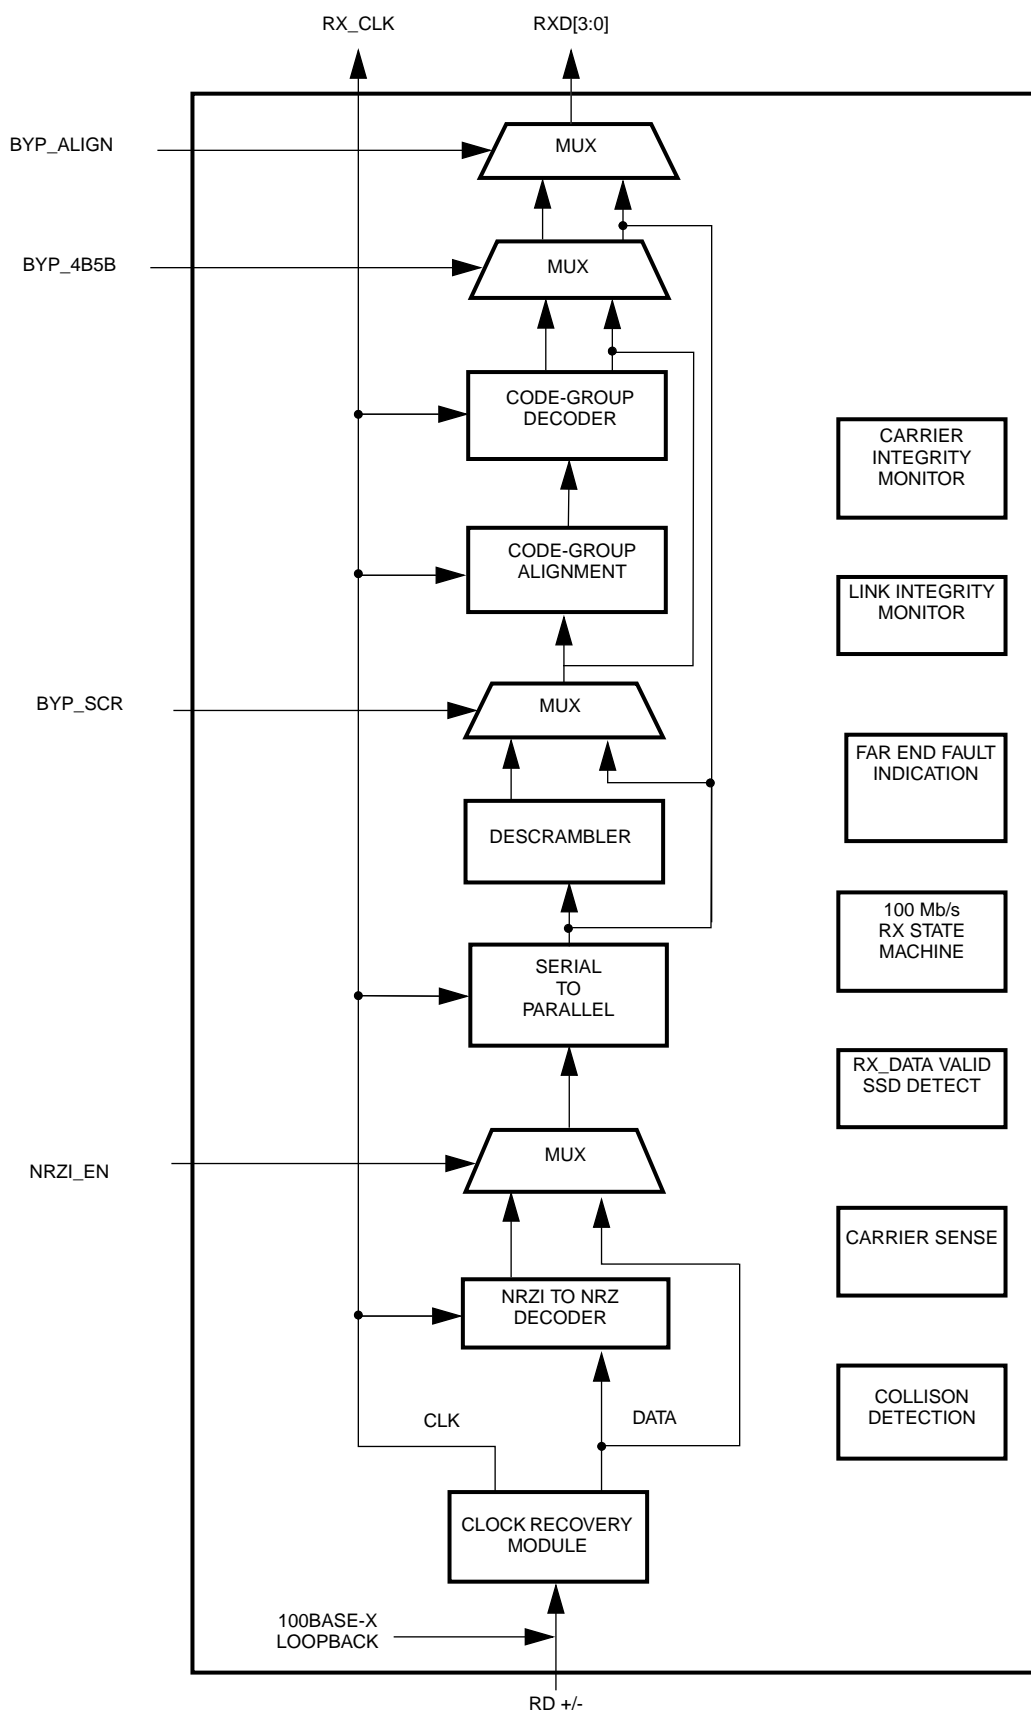 RX_CLK
RXD[3:0]
BYP_ALIGN
MUX
BYP_4B5B
MUX
CODE-GROUP
DECODER
CARRIER
INTEGRITY
MONITOR
CODE-GROUP
ALIGNMENT
LINK INTEGRITY
MONITOR
BYP_SCR
MUX
FAR END FAULT
INDICATION
DESCRAMBLER
100 Mb/s
RX STATE
MACHINE
SERIAL
TO
PARALLEL
RX_DATA VALID
SSD DETECT
NRZI_EN
MUX
CARRIER SENSE
NRZI TO NRZ
DECODER
COLLISON
DETECTION
CLK
DATA
CLOCK RECOVERY
MODULE
100BASE-X
LOOPBACK
RD +/-